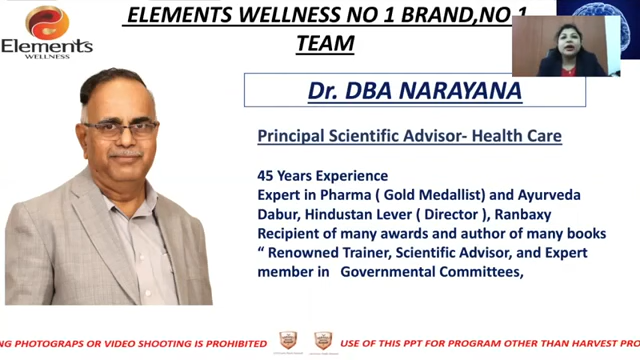 ELEMENTS WELLNESS NO 1 BRAND,NO 1
TEAM
Elements
WELLNESS
Dr. DBA NARAYANA
Principal Scientific Advisor- Health Care
45 Years Experience
Expert in Pharma ( Gold Medallist) and Ayurveda
Dabur, Hindustan Lever ( Director ), Ranbaxy
Recipient of many awards and author of many books
“ Renowned Trainer, Scientific Advisor, and Expert
member in Governmental Committees,
NG PHOTOGRAPS OR VIDEO SHOOTING IS PROHIBITED
USE OF THIS PPT FOR PROGRAM OTHER THAN HARVEST PRO